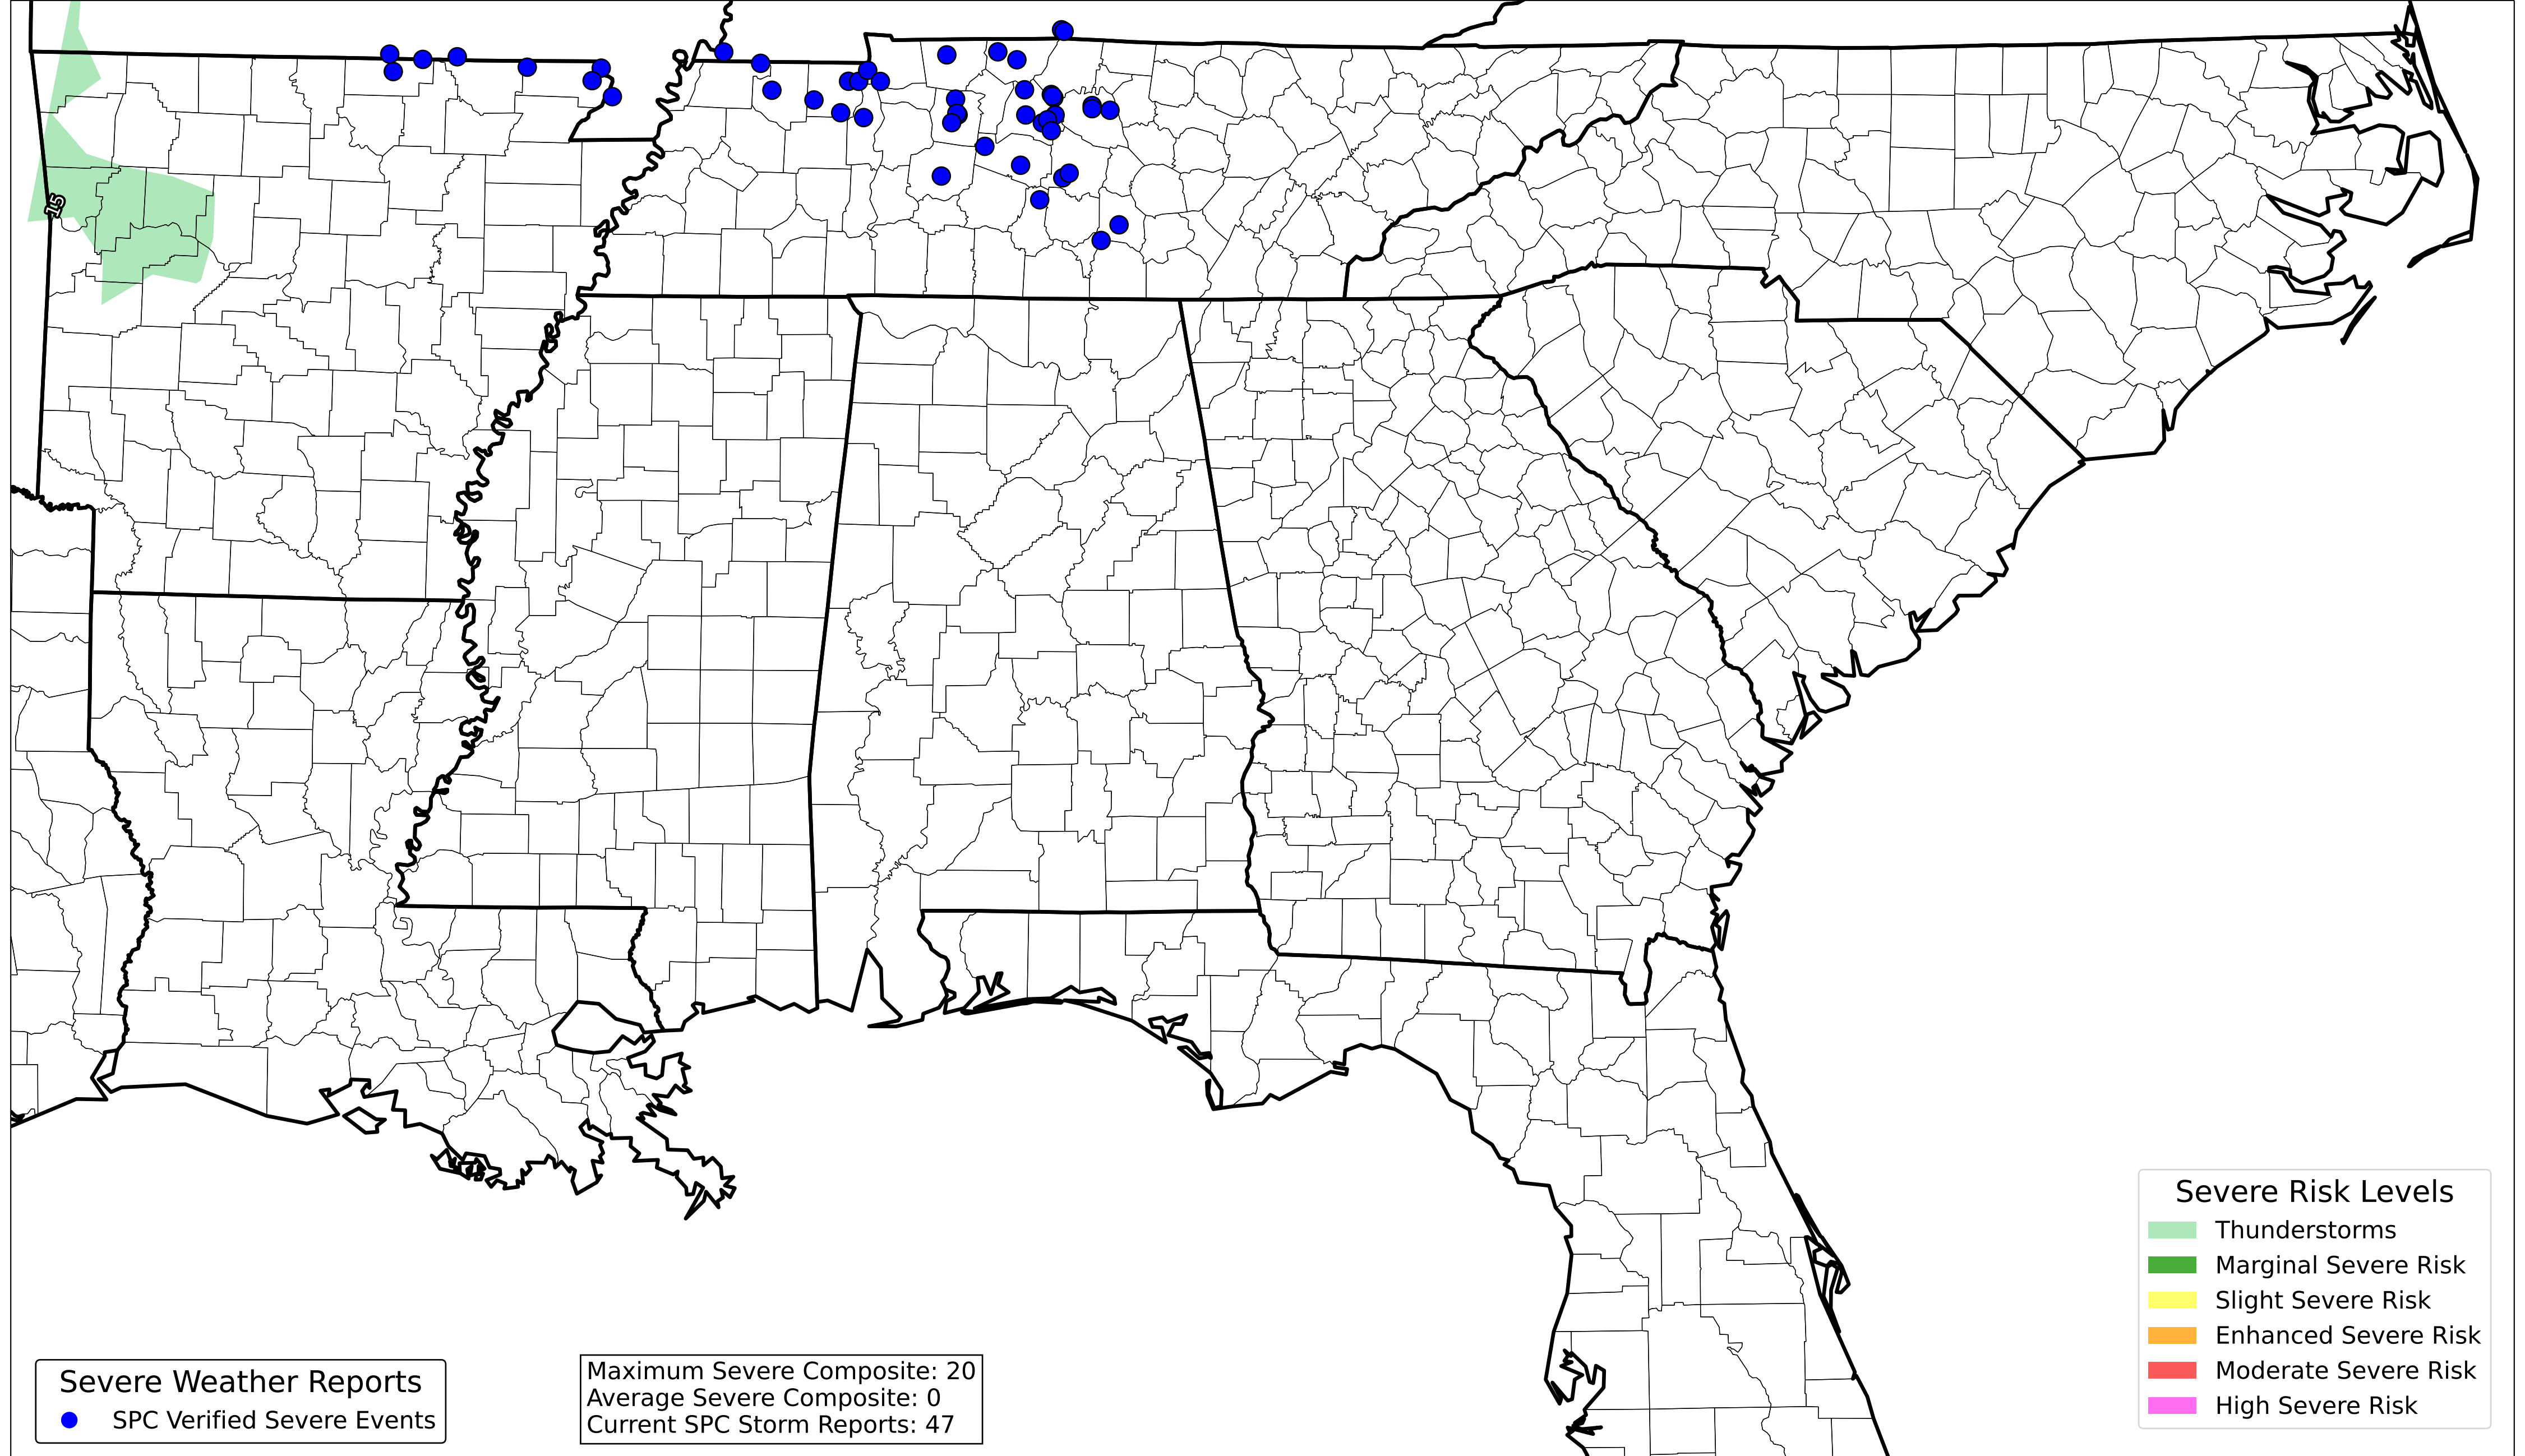 15
Severe Weather Reports
SPC Verified Severe Events
Maximum Severe Composite: 20
Average Severe Composite: 0
Current SPC Storm Reports: 47
Severe Risk Levels
Thunderstorms
Marginal Severe Risk
Slight Severe Risk
Enhanced Severe Risk
Moderate Severe Risk
High Severe Risk